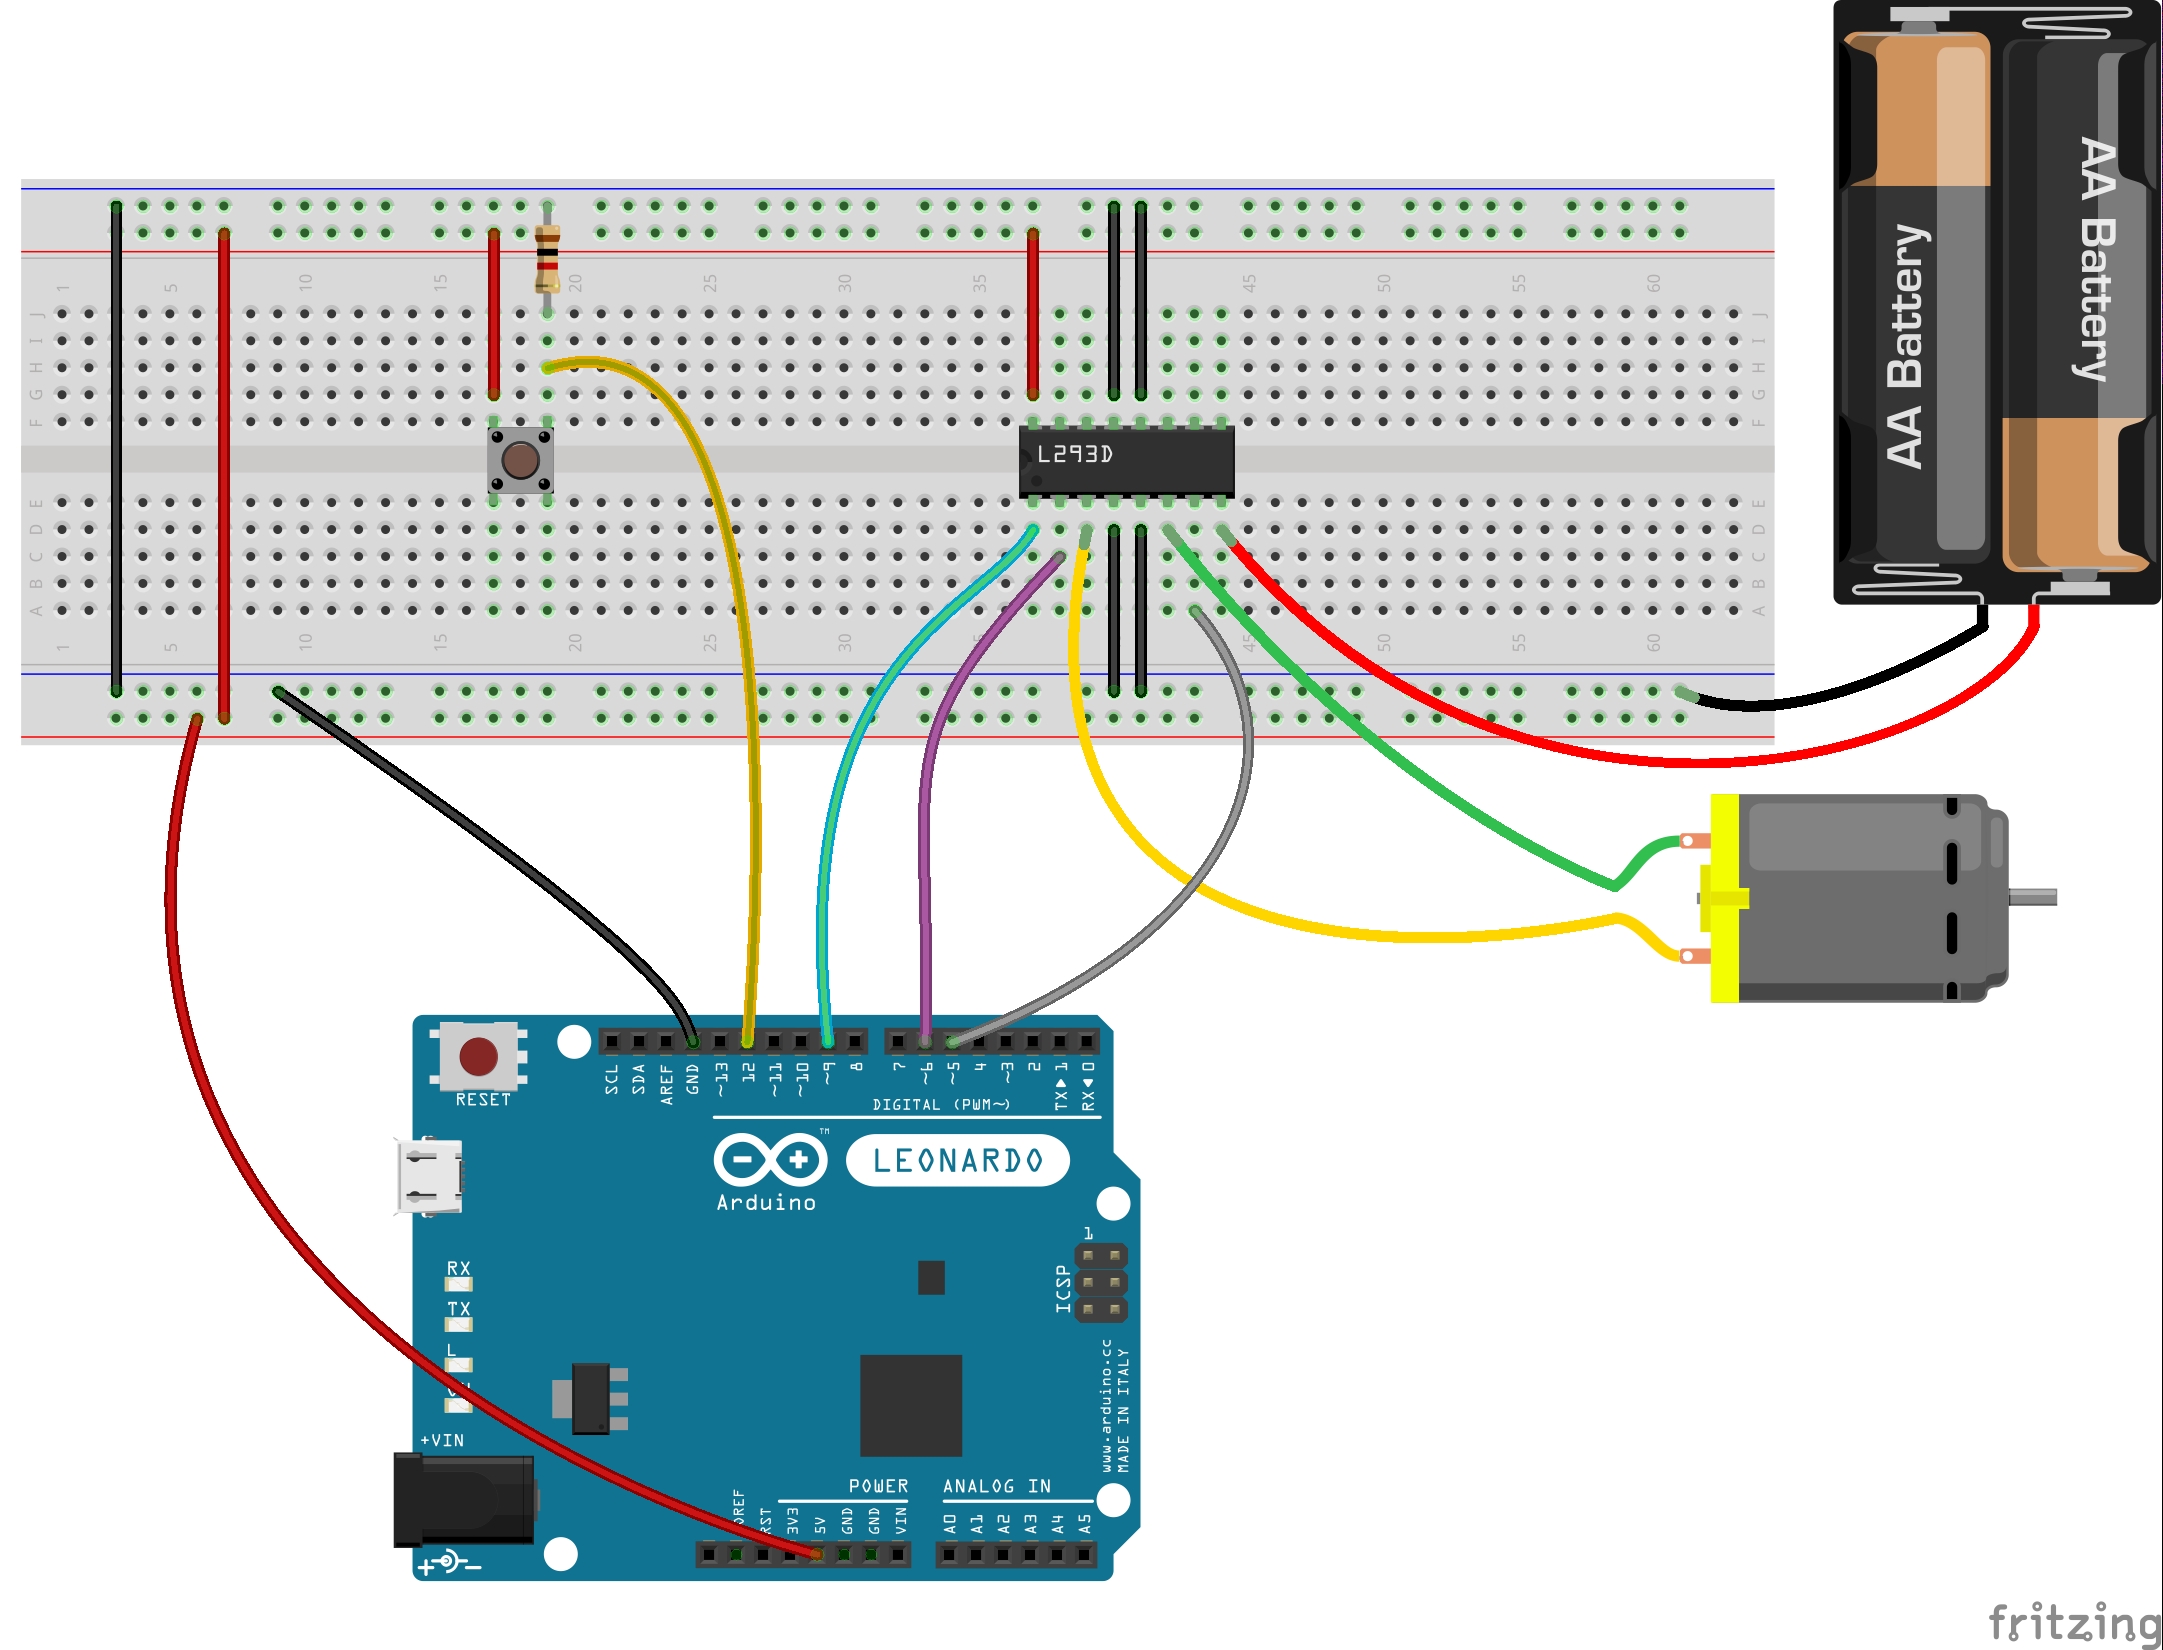 AA Battery
AA Battery
1 5 10 15 20 25 30 35 45 50 55 60
J
I
H
G
F
L293D
E
D
C
B
A
J
I
H
G
F
E
D
C
B
A
1 5 10 15 20 25 30 35 45 50 55 60
RESET
SCL
SDA
AREF
GND
~13
12
~11
~10
~9
8
7
~6
~5
4
~3
2
TX▶1
RX◀0
DIGITAL (PWM~)
TM
LEONARDO
Arduino
1
ICSP
RX
TX
L
+VIN
www.arduino.cc
MADE IN ITALY
POWER
ANALOG IN
RST
3V3
5V
GND
GND
VIN
A0
A1
A2
A3
A4
A5
+ -
fritzing